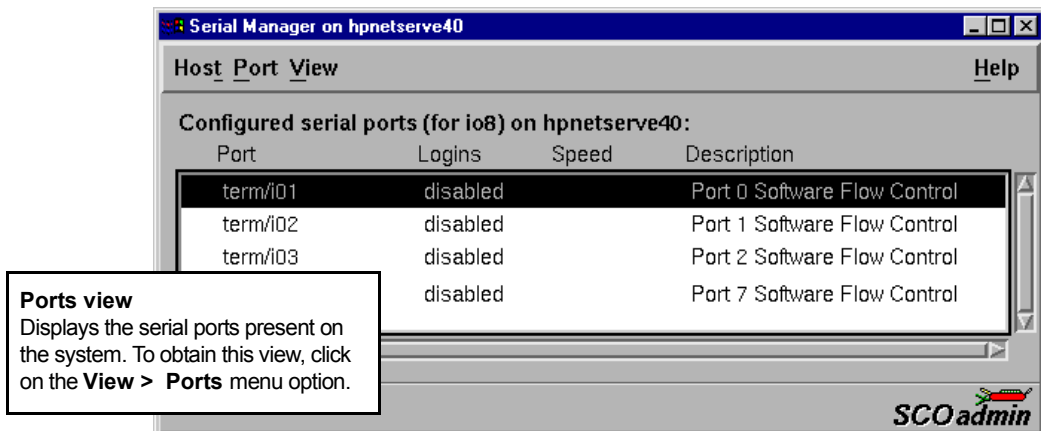 Serial Manager on hpnetserve40
Host Port View Help
Configured serial ports (for io8) on hpnetserve40:
Port Logins Speed Description
term/i01 disabled Port 0 Software Flow Control
term/i02 disabled Port 1 Software Flow Control
term/i03 disabled Port 2 Software Flow Control
disabled Port 7 Software Flow Control
Ports view
Displays the serial ports present on
the system. To obtain this view, click
on the View > Ports menu option.
SCOadmin